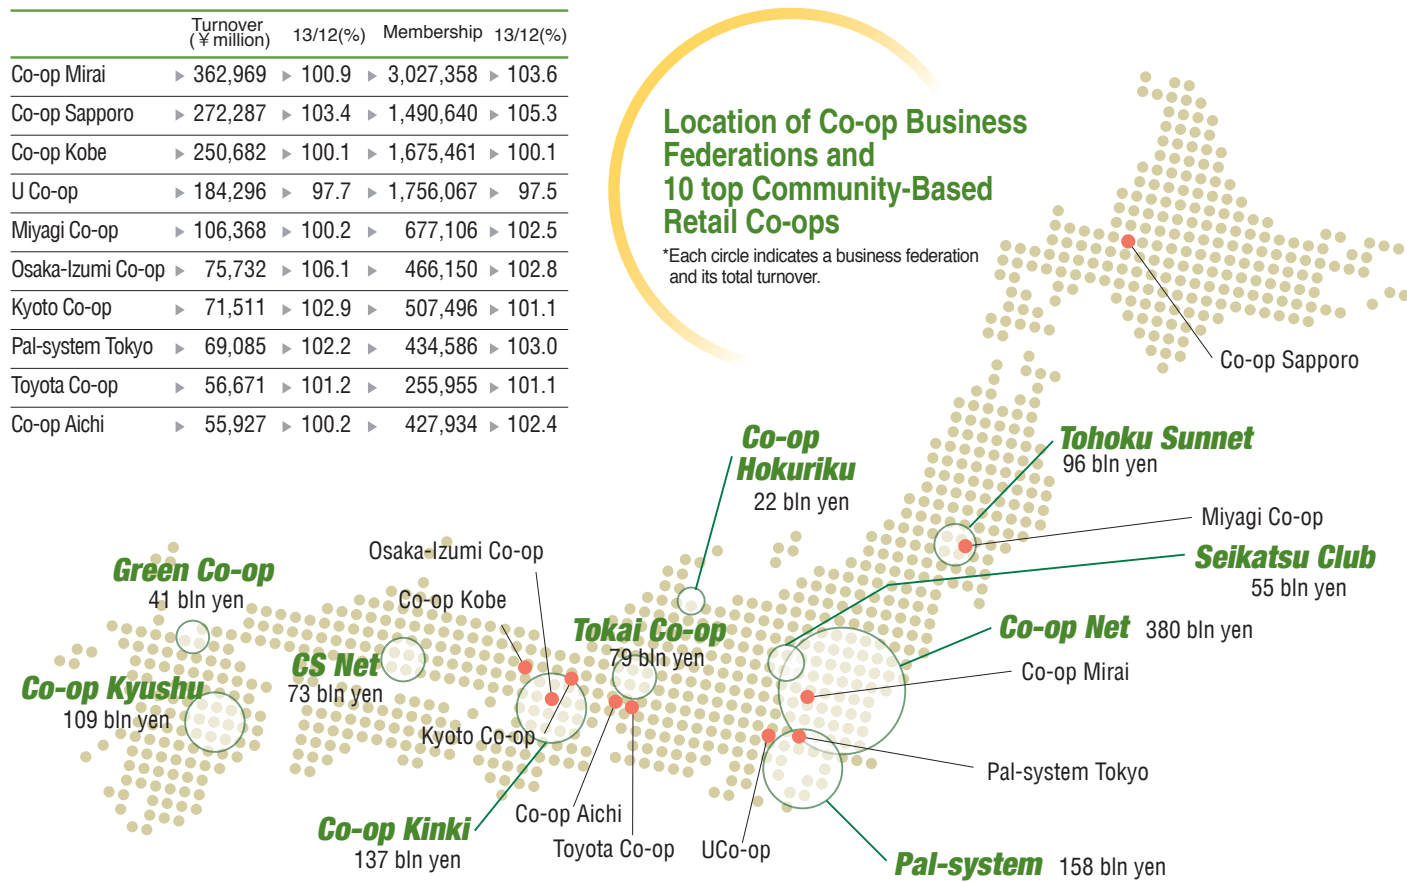 Turnover
(¥million) 13/12(%) Membership 13/12(%)
Co-op Mirai 362,969 100.9 3,027,358 103.6
Co-op Sapporo 272,287 103.4 1,490,640 105.3
Co-op Kobe 250,682 100.1 1,675,461 100.1
U Co-op 184,296 97.7 1,756,067 97.5
Miyagi Co-op 106,368 100.2 677,106 102.5
Osaka-Izumi Co-op 75,732 106.1 466,150 102.8
Kyoto Co-op 71,511 102.9 507,496 101.1
Pal-system Tokyo 69,085 102.2 434,586 103.0
Toyota Co-op 56,671 101.2 255,955 101.1
Co-op Aichi 55,927 100.2 427,934 102.4
Location of Co-op Business
Federations and
10 top Community-Based
Retail Co-ops
*Each circle indicates a business federation
and its total turnover.
Co-op Sapporo
Co-op
Hokuriku
22 bln yen
Tohoku Sunnet
96 bln yen
Miyagi Co-op
Seikatsu Club
55 bln yen
Osaka-Izumi Co-op
Green Co-op
41 bln yen
Co-op Kobe
Tokai Co-op
79 bln yen
Co-op Net 380 bln yen
Co-op Mirai
CS Net
73 bln yen
Co-op Kyushu
109 bln yen
Kyoto Co-op
Pal-system Tokyo
Co-op Aichi
Co-op Kinki
137 bln yen
Toyota Co-op
UCo-op
Pal-system 158 bln yen